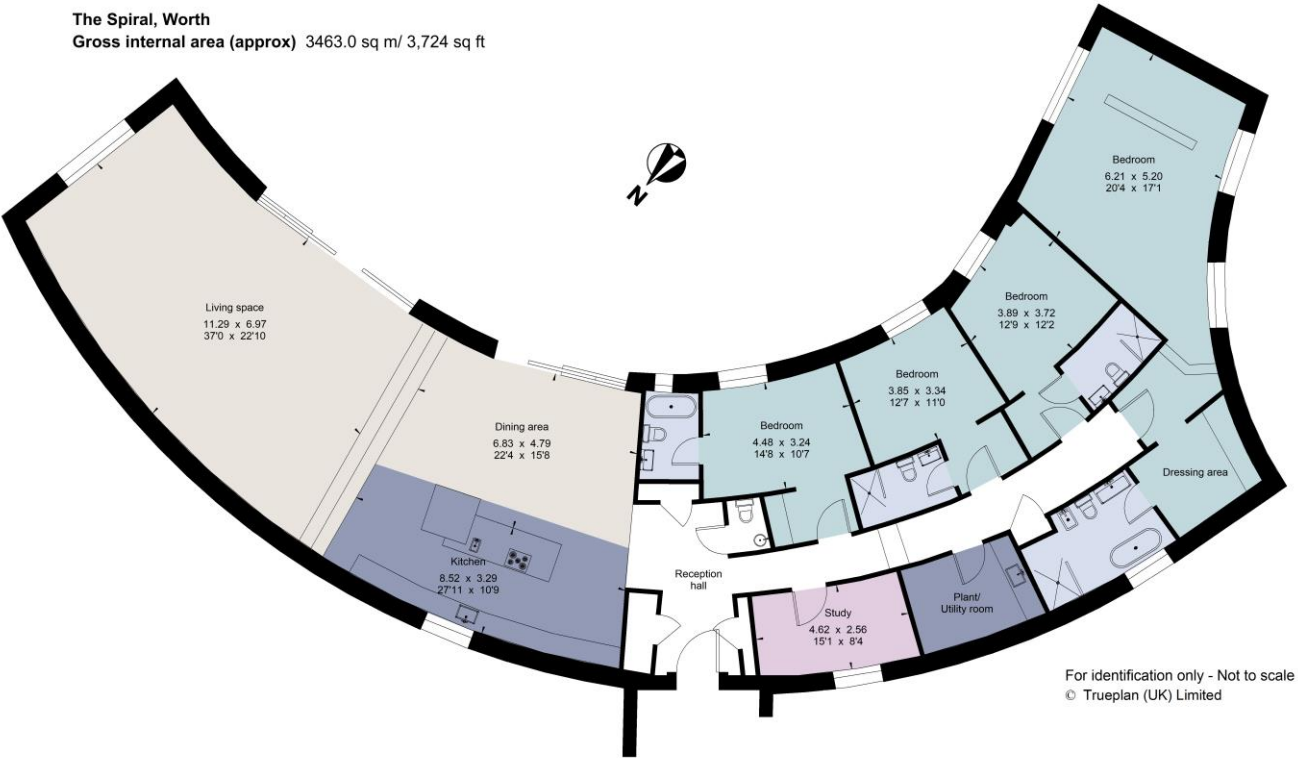 The Spiral, Worth
Gross internal area (approx) 3463.0 sq m/ 3,724 sq ft
N
Bedroom
6.21 x 5.20
20'4 x 17'1
Living space
11.29 x 6.97
37'0 x 22'10
Bedroom
3.89 x 3.72
12'9 x 12'2
Bedroom
3.85 x 3.34
12'7 x 11'0
Dining area
6.83 x 4.79
22'4 x 15'8
Bedroom
4.48 x 3.24
14'8 x 10'7
Dressing area
Kitchen
8.52 x 3.29
27'11 x 10'9
Reception
hall
Study
4.62 x 2.56
15'1 x 8'4
Plant/
Utility room
For identification only - Not to scale
© Trueplan (UK) Limited